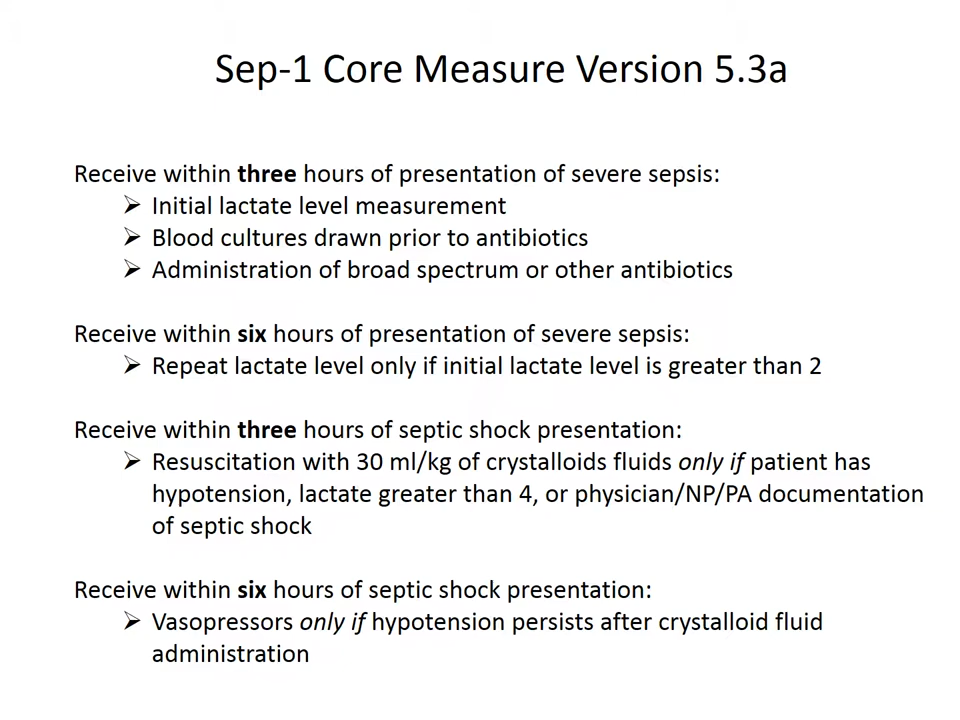 Sep-1 Core Measure Version 5.3a
Receive within three hours of presentation of severe sepsis:
➢ Initial lactate level measurement
➢ Blood cultures drawn prior to antibiotics
➢ Administration of broad spectrum or other antibiotics
Receive within six hours of presentation of severe sepsis:
➢ Repeat lactate level only if initial lactate level is greater than 2
Receive within three hours of septic shock presentation:
➢ Resuscitation with 30 ml/kg of crystalloids fluids only if patient has
hypotension, lactate greater than 4, or physician/NP/PA documentation
of septic shock
Receive within six hours of septic shock presentation:
➢ Vasopressors only if hypotension persists after crystalloid fluid
administration